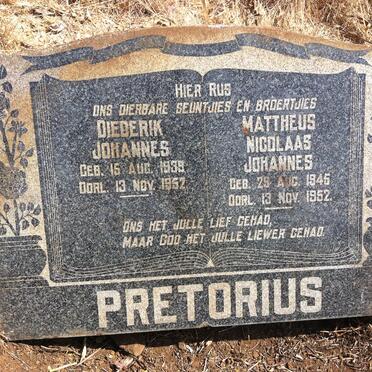 HIER RUS
ONS DIERBARE SEUNTJIES EN BROERTJIES
DIEDERIK
JOHANNES
GEB. 15 AUG. 1939.
OORL. 13 NOV. 1952.
MATTHEUS
NICOLAAS
JOHANNES
GEB. 25 AUG. 1945
OORL. 13 NOV. 1952.
ONS HET JULLE LIEF GEHAD,
MAAR GOD HET JULLE LIEWER GEHAD.
PRETORIUS